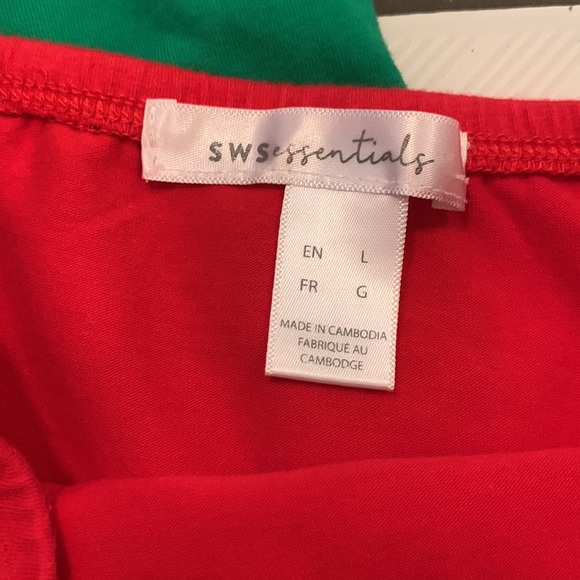 SWSessentials
EN L
FR G
MADE IN CAMBODIA
FABRIQUÉ AU
CAMBODGE